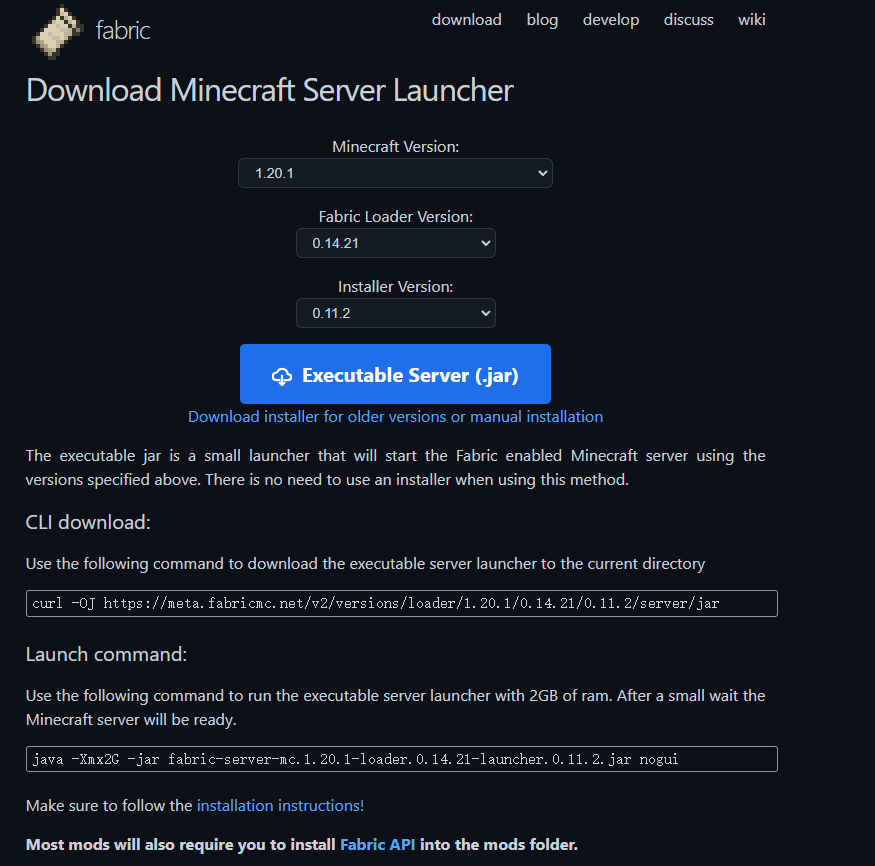 fabric
download blog develop discuss wiki
Download Minecraft Server Launcher
Minecraft Version:
1.20.1
Fabric Loader Version:
0.14.21
Installer Version:
0.11.2
Executable Server (.jar)
Download installer for older versions or manual installation
The executable jar is a small launcher that will start the Fabric enabled Minecraft server using the
versions specified above. There is no need to use an installer when using this method.
CLI download:
Use the following command to download the executable server launcher to the current directory
curl -OJ https://meta.fabricmc.net/v2/versions/loader/1.20.1/0.14.21/0.11.2/server/jar
Launch command:
Use the following command to run the executable server launcher with 2GB of ram. After a small wait the
Minecraft server will be ready.
java -Xmx2G -jar fabric-server-mc.1.20.1-loader.0.14.21-launcher.0.11.2.jar nogui
Make sure to follow the installation instructions!
Most mods will also require you to install Fabric API into the mods folder.